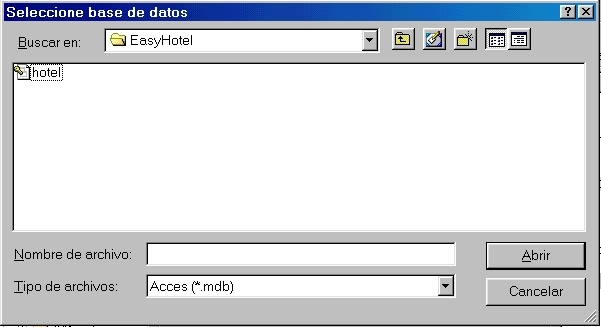 Seleccione base de datos
Buscar en: EasyHotel
hotel
Nombre de archivo: Abrir
Tipo de archivos: Acces (*.mdb) Cancelar